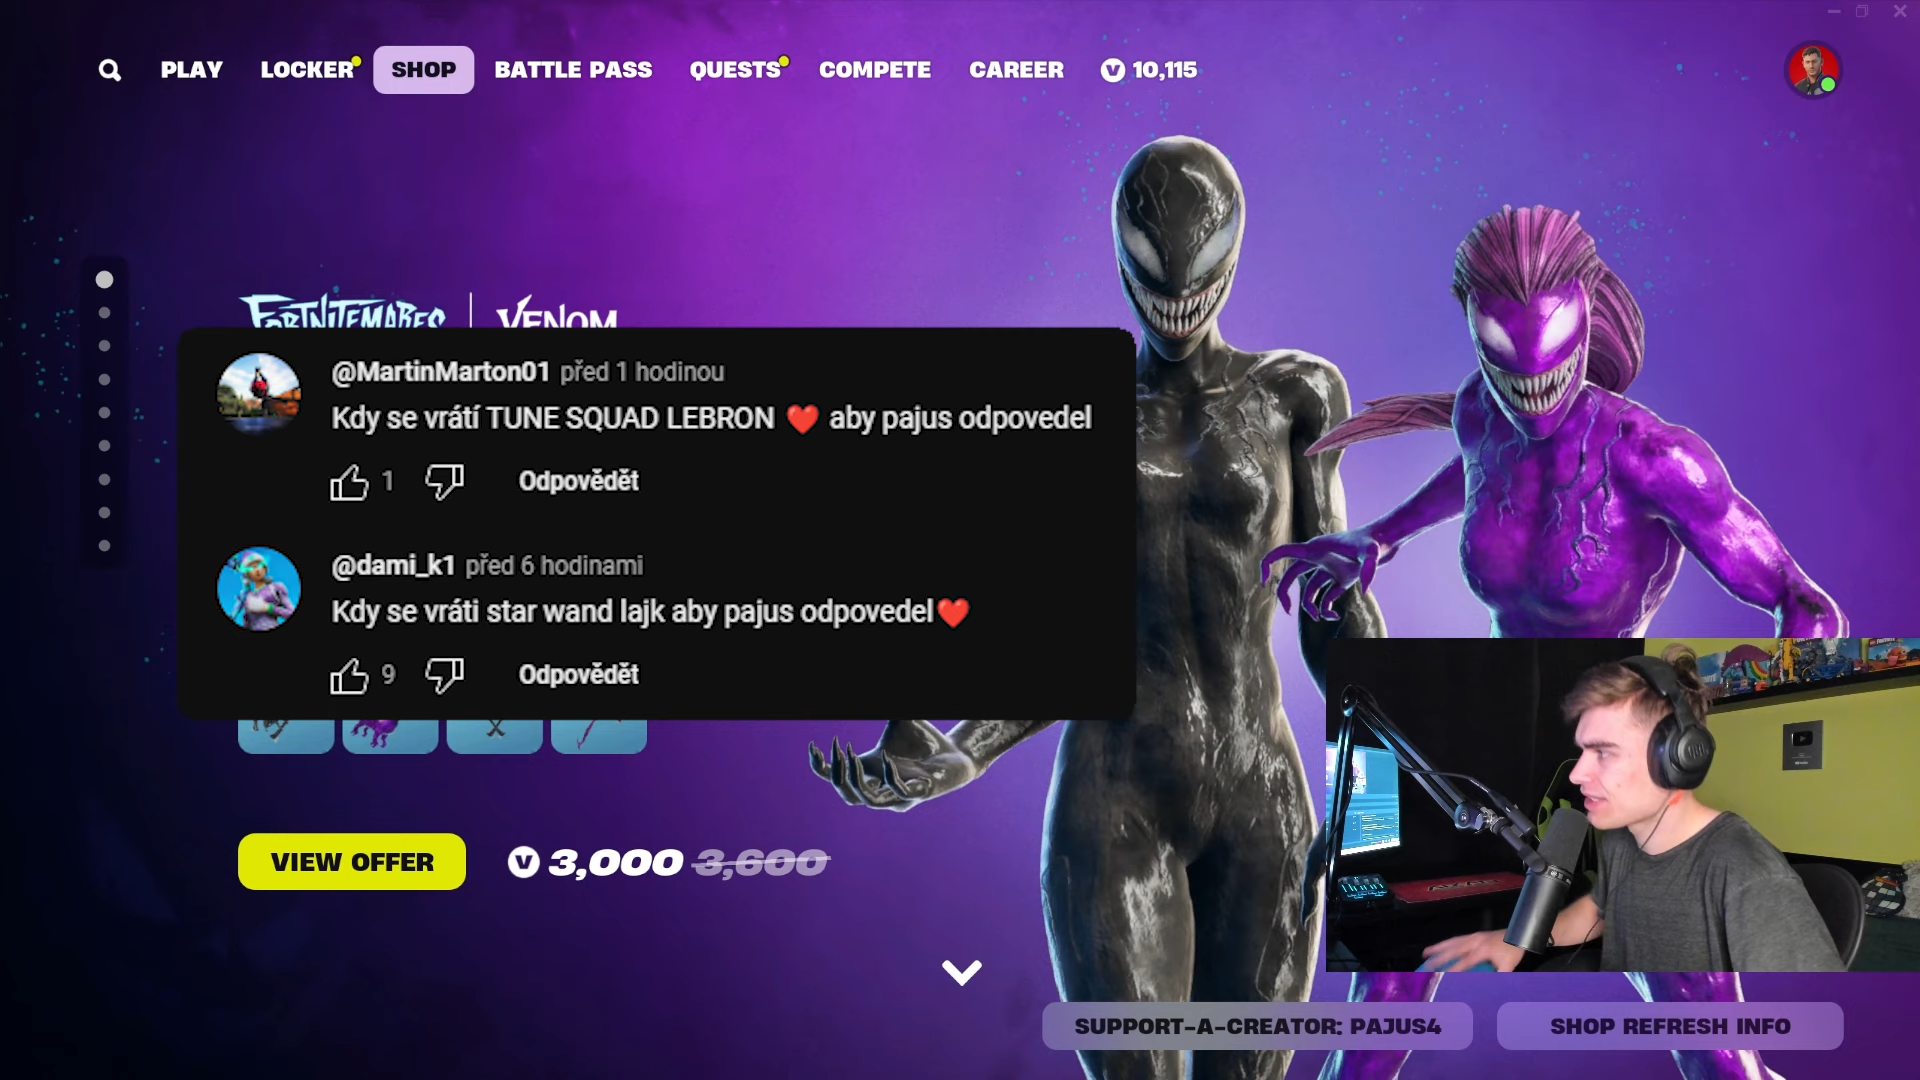 PLAY
LOCKER
SHOP
BATTLE PASS
QUESTS
COMPETE
CAREER
10,115
FORTNITEMARES
VENOM
@MartinMarton01 před 1 hodinou
Kdy se vrátí TUNE SQUAD LEBRON ❤️ aby pajus odpovedel
1
Odpovědět
@dami_k1 před 6 hodinami
Kdy se vráti star wand lajk aby pajus odpovedel❤️
9
Odpovědět
VIEW OFFER
3,000 3,600
SUPPORT-A-CREATOR: PAJUS4
SHOP REFRESH INFO